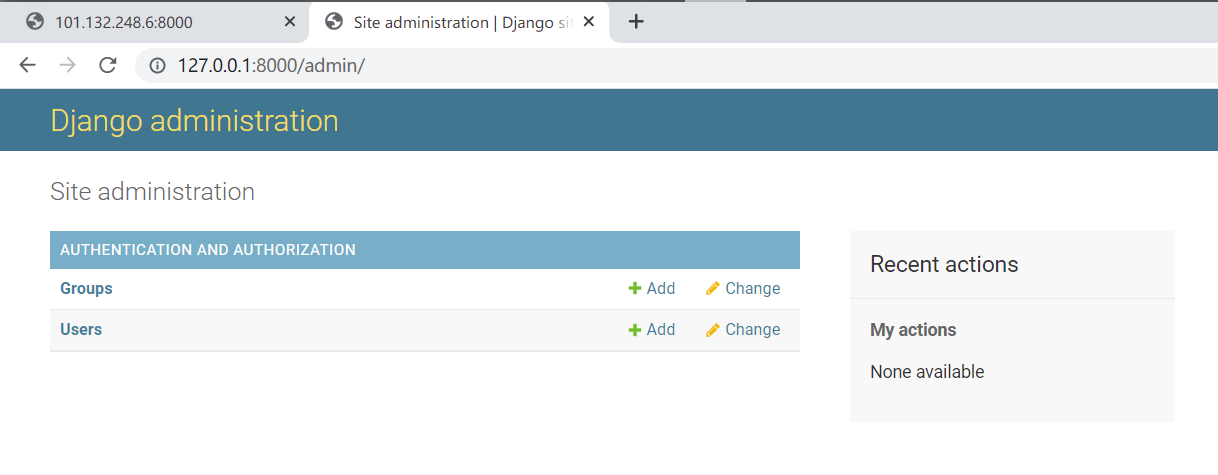 101.132.248.6:8000
Site administration | Django si
127.0.0.1:8000/admin/
Django administration
Site administration
AUTHENTICATION AND AUTHORIZATION
Groups Add Change
Users Add Change
Recent actions
My actions
None available